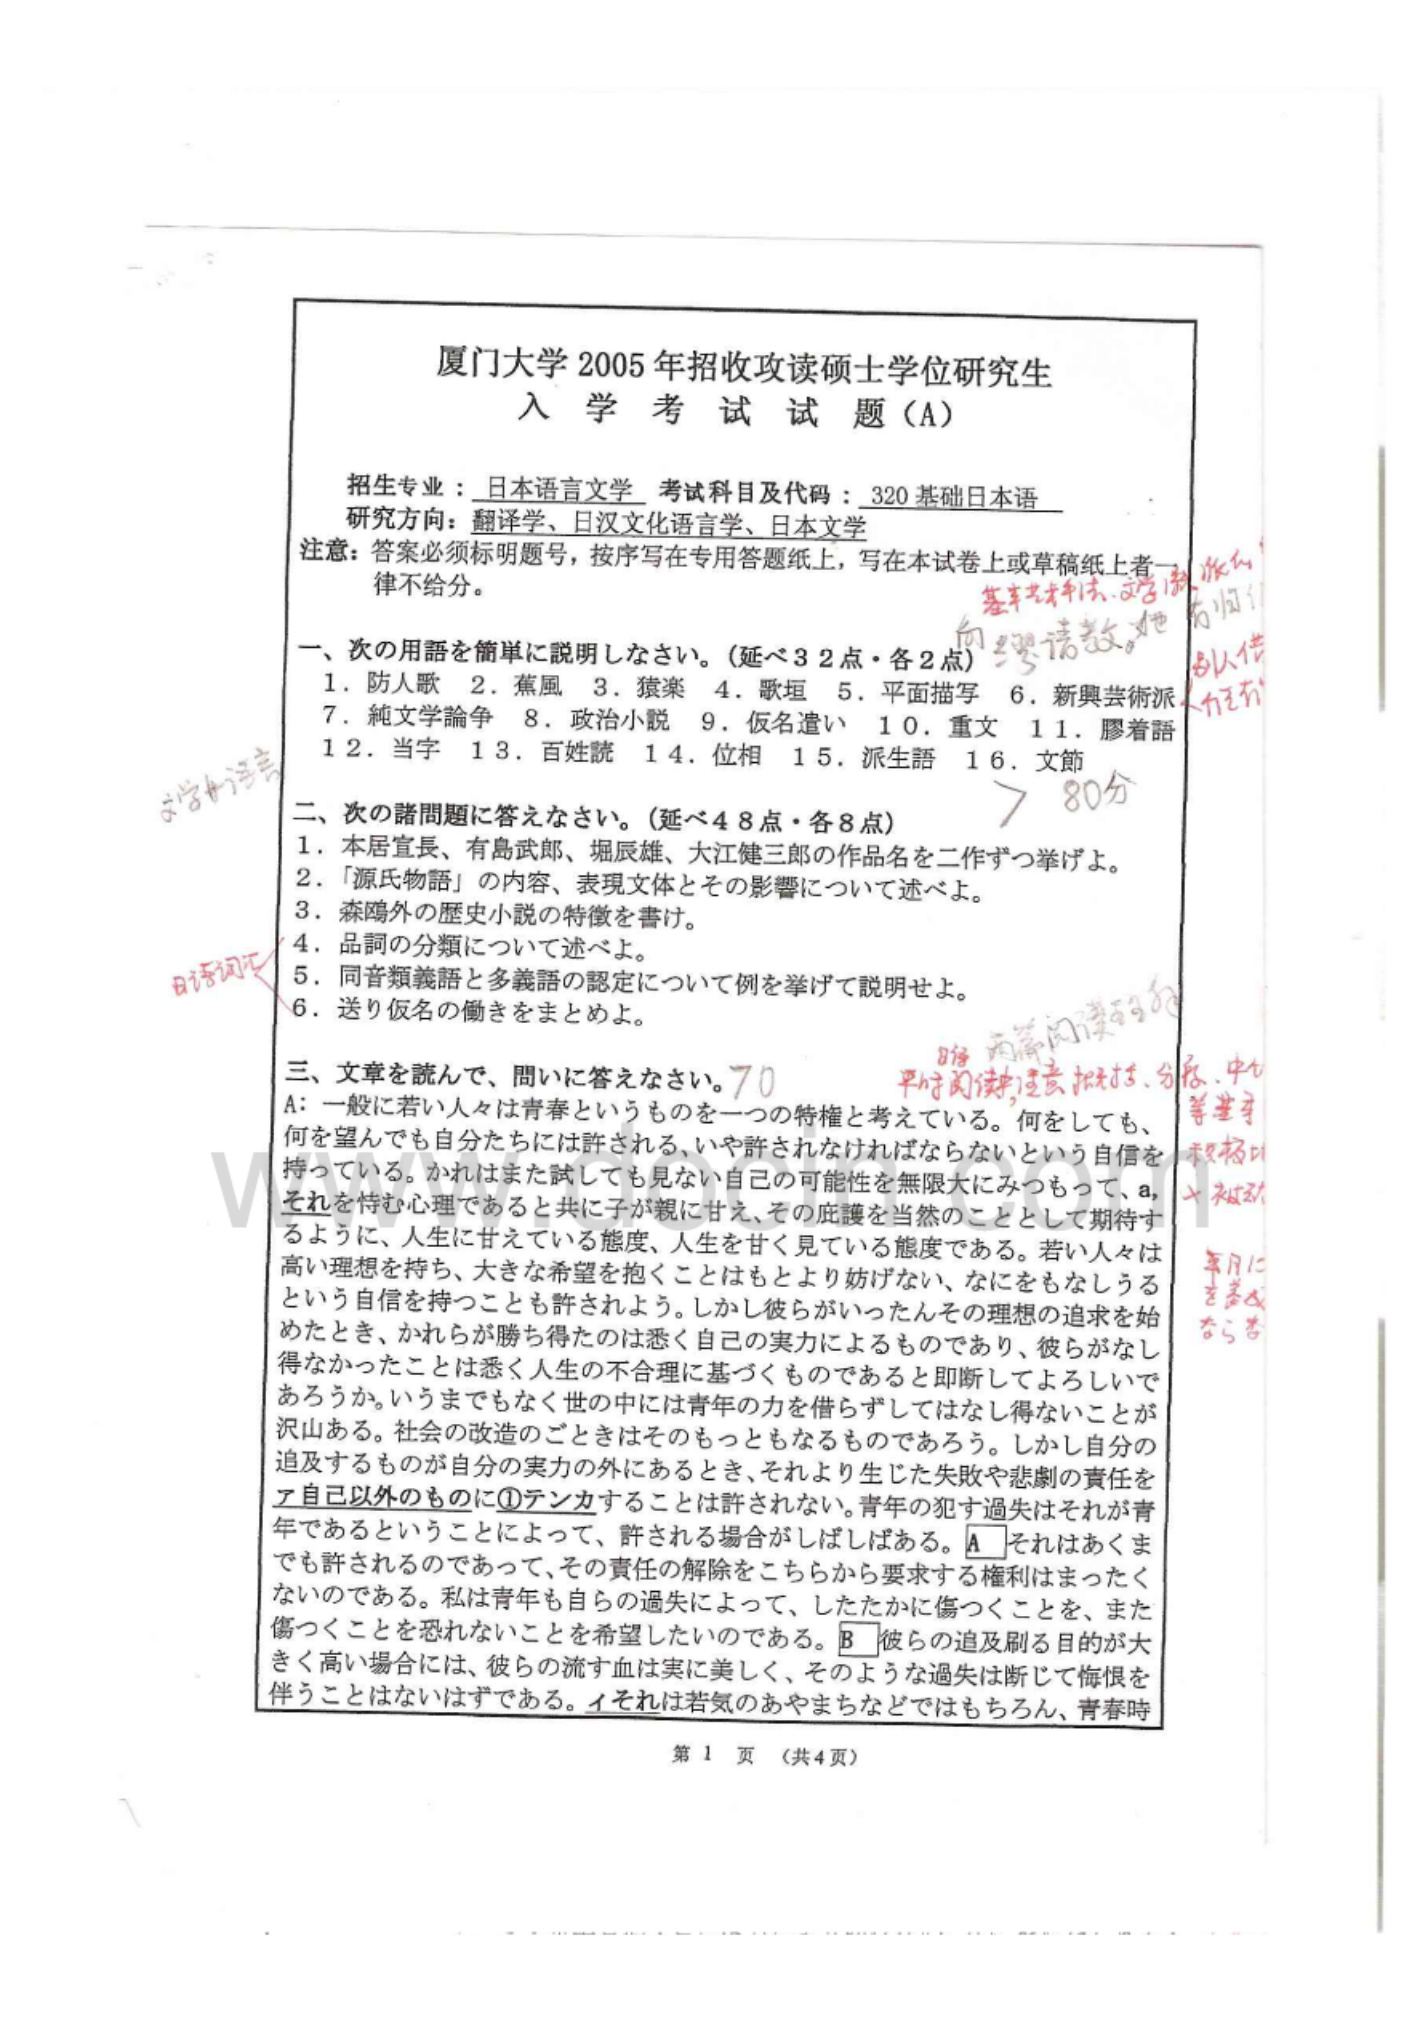 厦门大学2005年招收攻读硕士学位研究生
入 学 考 试 试 题（A）
招生专业： 日本语言文学 考试科目及代码： 320 基础日本语
研究方向：翻译学、日汉文化语言学、日本文学
注意：答案必须标明题号，按序写在专用答题纸上，写在本试卷上或草稿纸上者一
律不给分。
向 请教。她
一、次の用語を簡単に説明しなさい。（延べ３２点・各２点）
１．防人歌 ２．蕉風 ３．猿楽 ４．歌垣 ５．平面描写 ６．新興芸術派
７．純文学論争 ８．政治小説 ９．仮名遣い １０．重文 １１．膠着語
１２．当字 １３．百姓読 １４．位相 １５．派生語 １６．文節
80分
二、次の諸問題に答えなさい。（延べ４８点・各８点）
１．本居宣長、有島武郎、堀辰雄、大江健三郎の作品名を二作ずつ挙げよ。
２．「源氏物語」の内容、表現文体とその影響について述べよ。
３．森鴎外の歴史小説の特徴を書け。
４．品詞の分類について述べよ。
日语词汇
５．同音類義語と多義語の認定について例を挙げて説明せよ。
６．送り仮名の働きをまとめよ。
三、文章を読んで、問いに答えなさい。70
A：一般に若い人々は青春というものを一つの特権と考えている。何をしても、
何を望んでも自分たちには許される、いや許されなければならないという自信を
持っている。かれはまた試しても見ない自己の可能性を無限大にみつもって、a,
それを恃む心理であると共に子が親に甘え、その庇護を当然のこととして期待す
るように、人生に甘えている態度、人生を甘く見ている態度である。若い人々は
高い理想を持ち、大きな希望を抱くことはもとより妨げない、なにをもなしうる
という自信を持つことも許されよう。しかし彼らがいったんその理想の追求を始
めたとき、かれらが勝ち得たのは悉く自己の実力によるものであり、彼らがなし
得なかったことは悉く人生の不合理に基づくものであると即断してよろしいで
あろうか。いうまでもなく世の中には青年の力を借らずしてはなし得ないことが
沢山ある。社会の改造のごときはそのもっともなるものであろう。しかし自分の
追及するものが自分の実力の外にあるとき、それより生じた失敗や悲劇の責任を
ァ自己以外のものに①テンカすることは許されない。青年の犯す過失はそれが青
年であるということによって、許される場合がしばしばある。A それはあくま
でも許されるのであって、その責任の解除をこちらから要求する権利はまったく
ないのである。私は青年も自らの過失によって、したたかに傷つくことを、また
傷つくことを恐れないことを希望したいのである。B 彼らの追及刷る目的が大
きく高い場合には、彼らの流す血は実に美しく、そのような過失は断じて悔恨を
伴うことはないはずである。ィそれは若気のあやまちなどではもちろん、青春時
第 1 页 （共4页）
www.docin.com